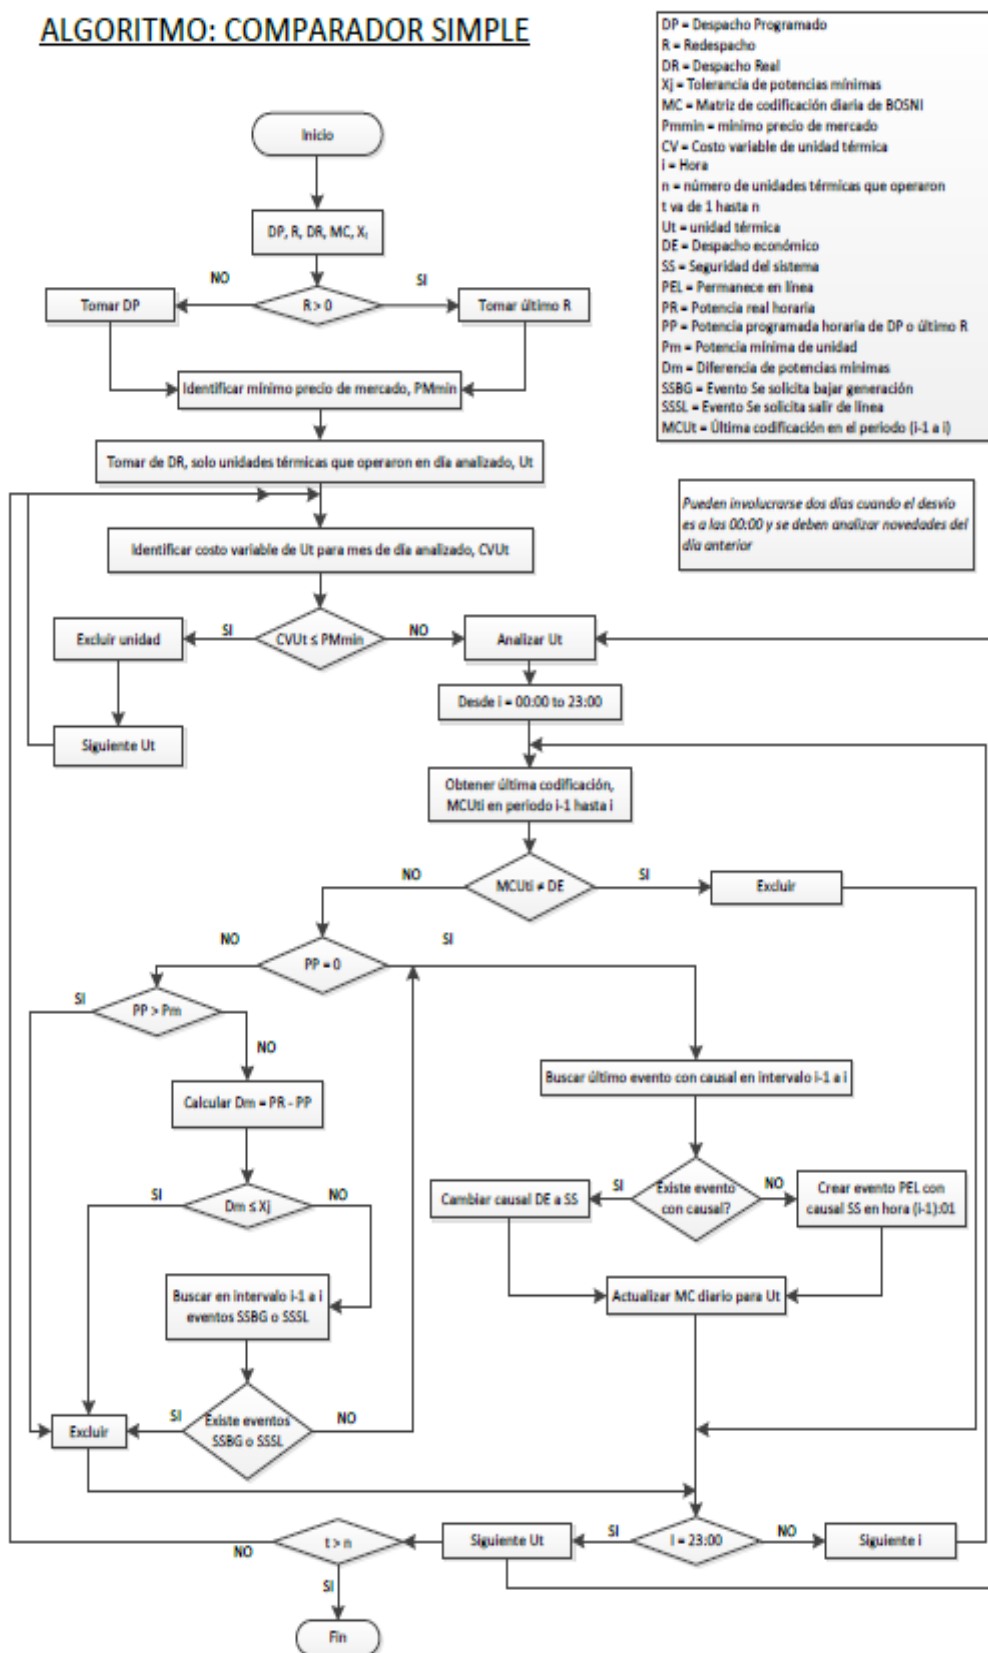 ALGORITMO: COMPARADOR SIMPLE
DP = Despacho Programado
R = Redespacho
DR = Despacho Real
Xj = Tolerancia de potencias mínimas
MC = Matriz de codificación diaria de BOSNI
Pmmin = mínimo precio de mercado
CV = Costo variable de unidad térmica
i = Hora
n = número de unidades térmicas que operaron
t va de 1 hasta n
Ut = unidad térmica
DE = Despacho económico
SS = Seguridad del sistema
PEL = Permanece en línea
PR = Potencia real horaria
PP = Potencia programada horaria de DP o último R
Pm = Potencia mínima de unidad
Dm = Diferencia de potencias mínimas
SSBG = Evento Se solicita bajar generación
SSSL = Evento Se solicita salir de línea
MCUt = Última codificación en el periodo (i-1 a i)
Pueden involucrarse dos días cuando el desvío
es a las 00:00 y se deben analizar novedades del
día anterior
Inicio
DP, R, DR, MC, Xj
NO
SI
Tomar DP
R > 0
Tomar último R
Identificar mínimo precio de mercado, PMmin
Tomar de DR, solo unidades térmicas que operaron en día analizado, Ut
Identificar costo variable de Ut para mes de día analizado, CVUt
Excluir unidad
SI
CVUt ≤ PMmin
NO
Analizar Ut
Desde i = 00:00 to 23:00
Siguiente Ut
Obtener última codificación,
MCUti en periodo i-1 hasta i
NO
MCUti ≠ DE
SI
Excluir
NO
PP = 0
SI
SI
PP > Pm
NO
Buscar último evento con causal en intervalo i-1 a i
Calcular Dm = PR - PP
SI
Dm ≤ Xj
NO
Cambiar causal DE a SS
SI
Existe evento
con causal?
NO
Crear evento PEL con
causal SS en hora (i-1):01
Buscar en intervalo i-1 a i
eventos SSBG o SSSL
Actualizar MC diario para Ut
Excluir
SI
Existe eventos
SSBG o SSSL
NO
NO
t > n
Siguiente Ut
SI
I = 23:00
NO
Siguiente i
SI
Fin